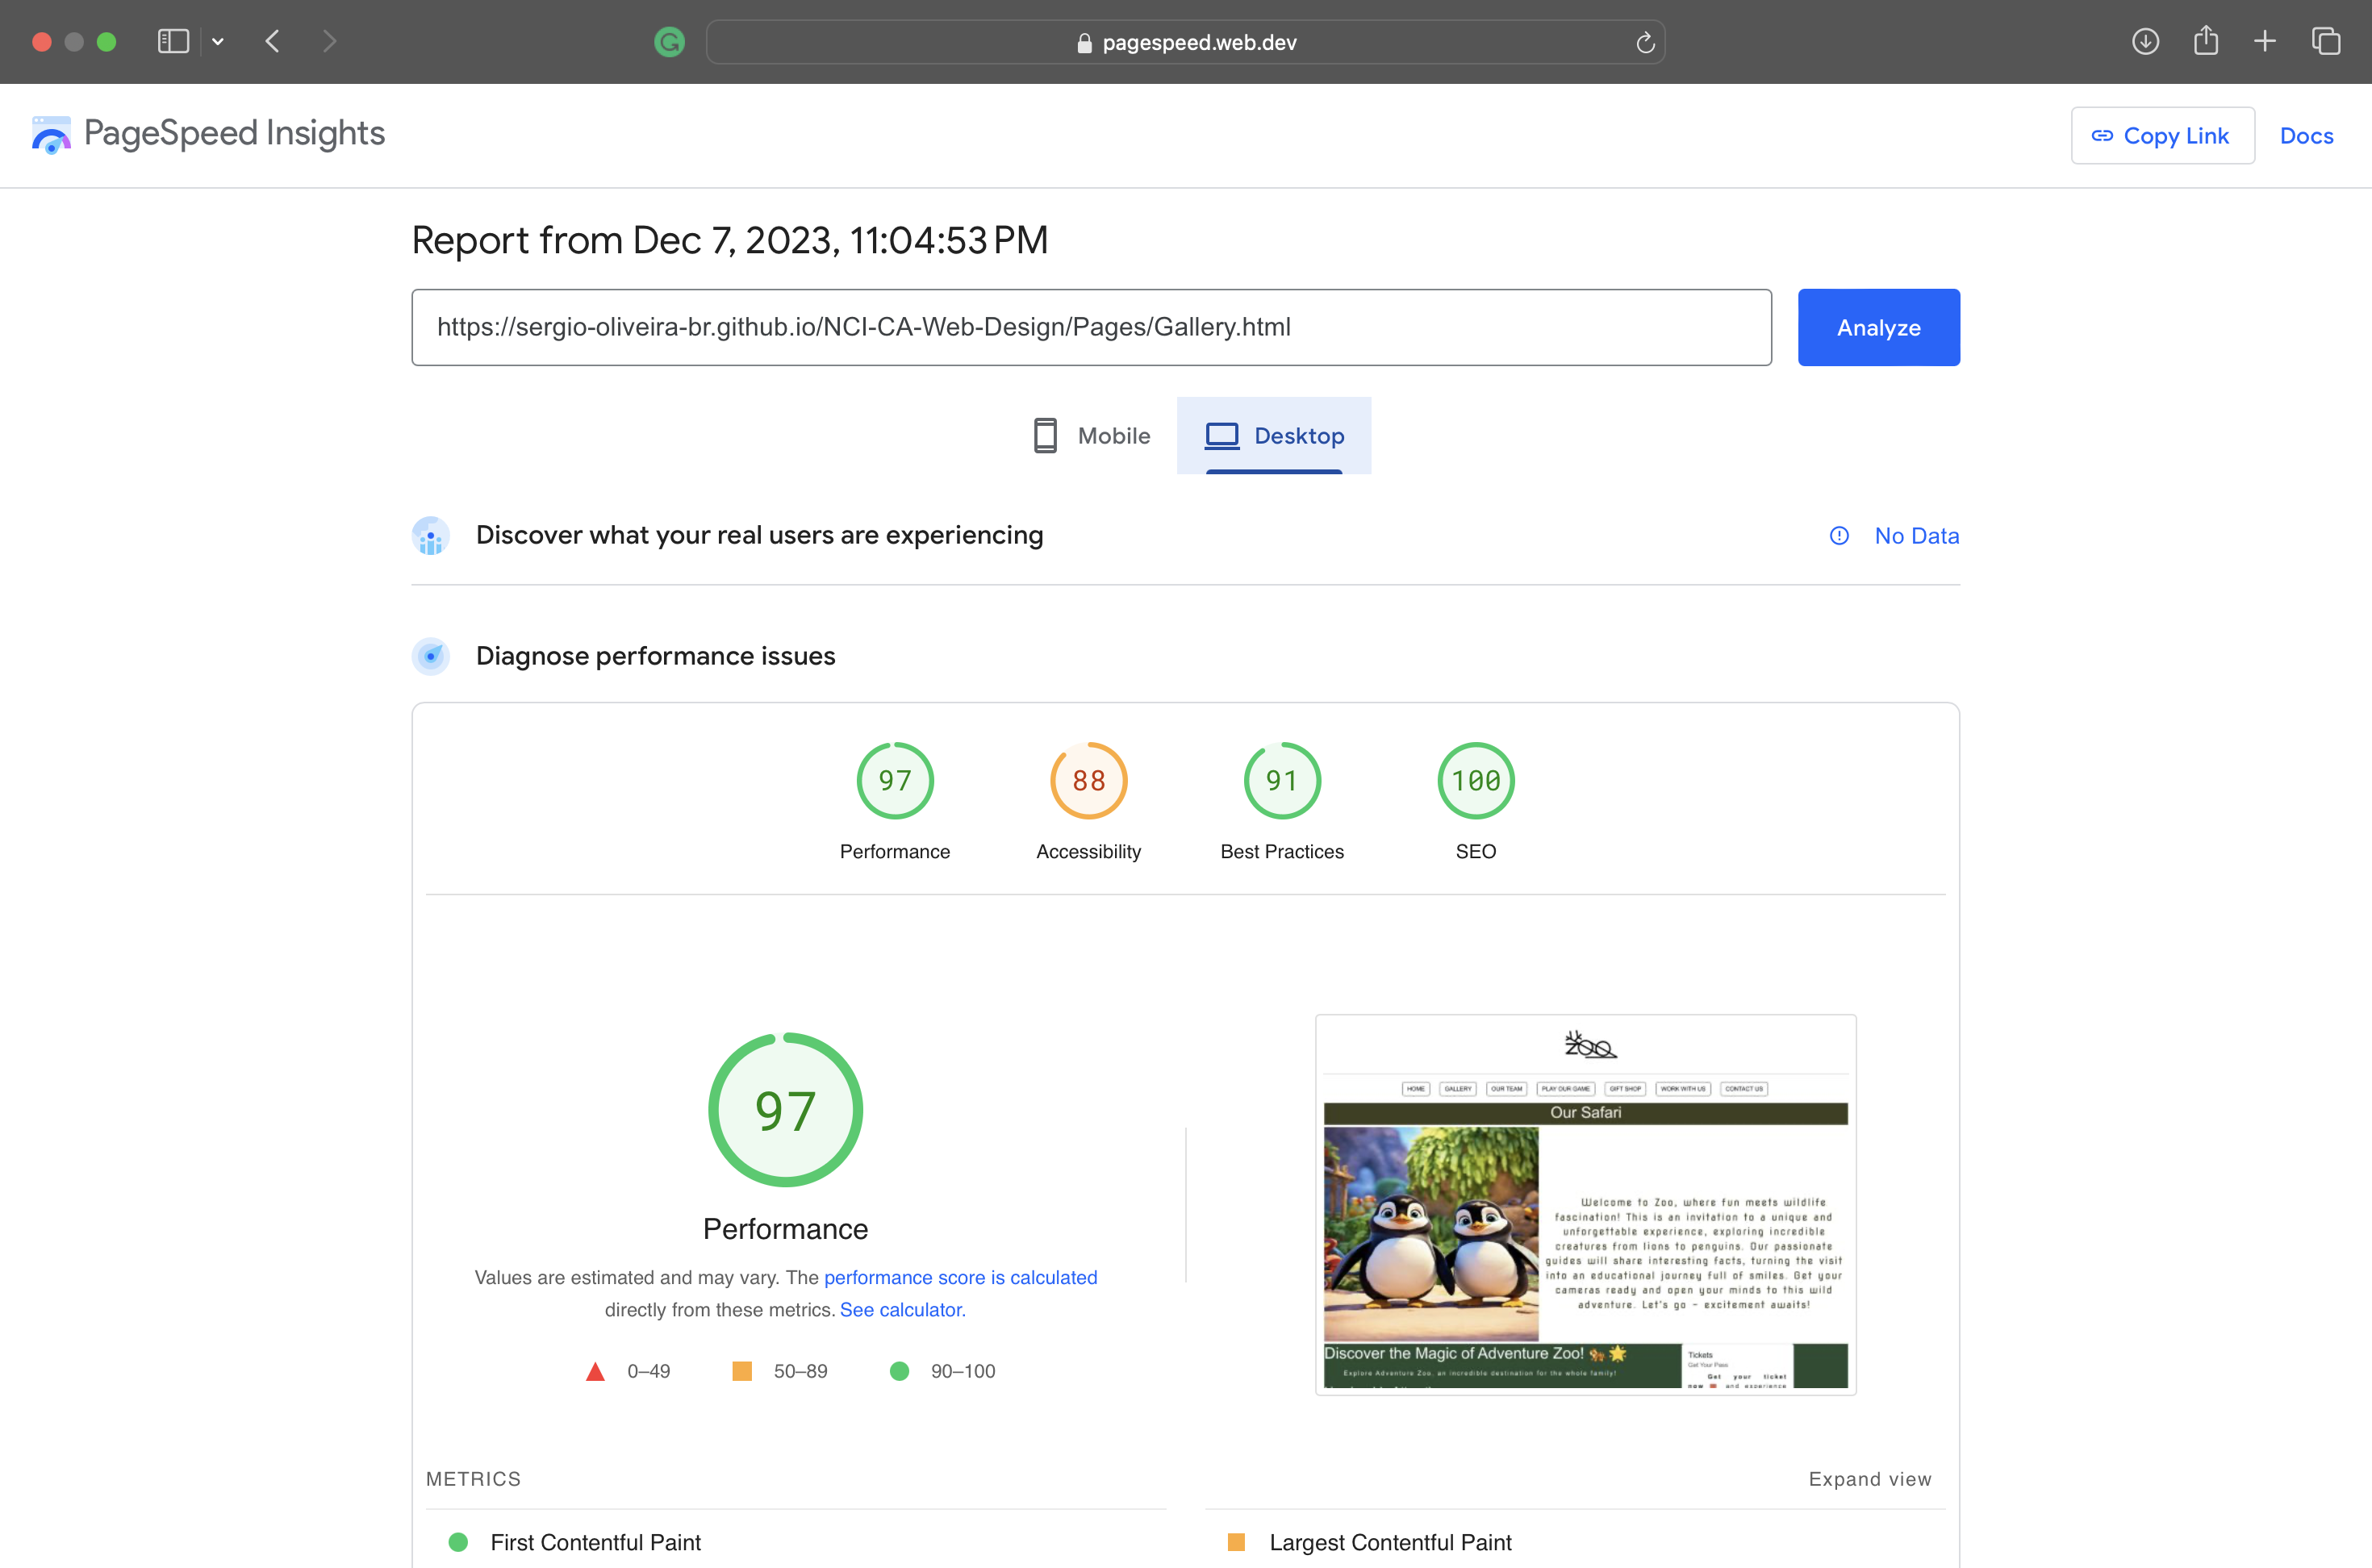 pagespeed.web.dev
PageSpeed Insights
Copy Link
Docs
Report from Dec 7, 2023, 11:04:53 PM
https://sergio-oliveira-br.github.io/NCI-CA-Web-Design/Pages/Gallery.html
Analyze
Mobile
Desktop
Discover what your real users are experiencing
No Data
Diagnose performance issues
97
88
91
100
Performance
Accessibility
Best Practices
SEO
97
Performance
Values are estimated and may vary. The performance score is calculated
directly from these metrics. See calculator.
0–49
50–89
90–100
ZOO
HOME
GALLERY
OUR TEAM
PLAY OUR GAME
GIFT SHOP
WORK WITH US
CONTACT US
Our Safari
Welcome to Zoo, where fun meets wildlife
fascination! This is an invitation to a unique and
unforgettable experience, exploring incredible
creatures from lions to penguins. Our passionate
guides will share interesting facts, turning the visit
into an educational journey full of smiles. Get your
cameras ready and open your minds to this wild
adventure. Let's go - excitement awaits!
Discover the Magic of Adventure Zoo!
Explore Adventure Zoo, an incredible destination for the whole family!
Tickets
Get Your Pass
Get your ticket
now and experience
METRICS
Expand view
First Contentful Paint
Largest Contentful Paint